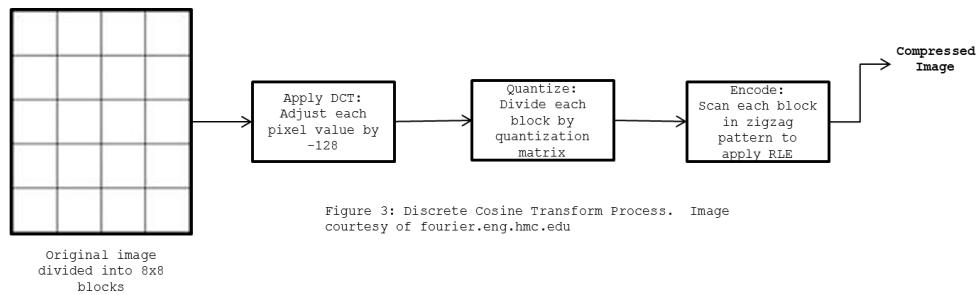 Original image
divided into 8x8
blocks
Apply DCT:
Adjust each
pixel value by
-128
Quantize:
Divide each
block by
quantization
matrix
Encode:
Scan each block
in zigzag
pattern to
apply RLE
Compressed
Image
Figure 3: Discrete Cosine Transform Process.  Image
courtesy of fourier.eng.hmc.edu